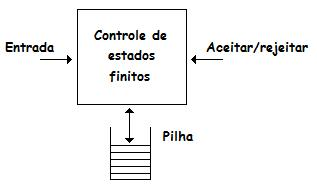 Controle de
estados
finitos
Entrada
Aceitar/rejeitar
Pilha